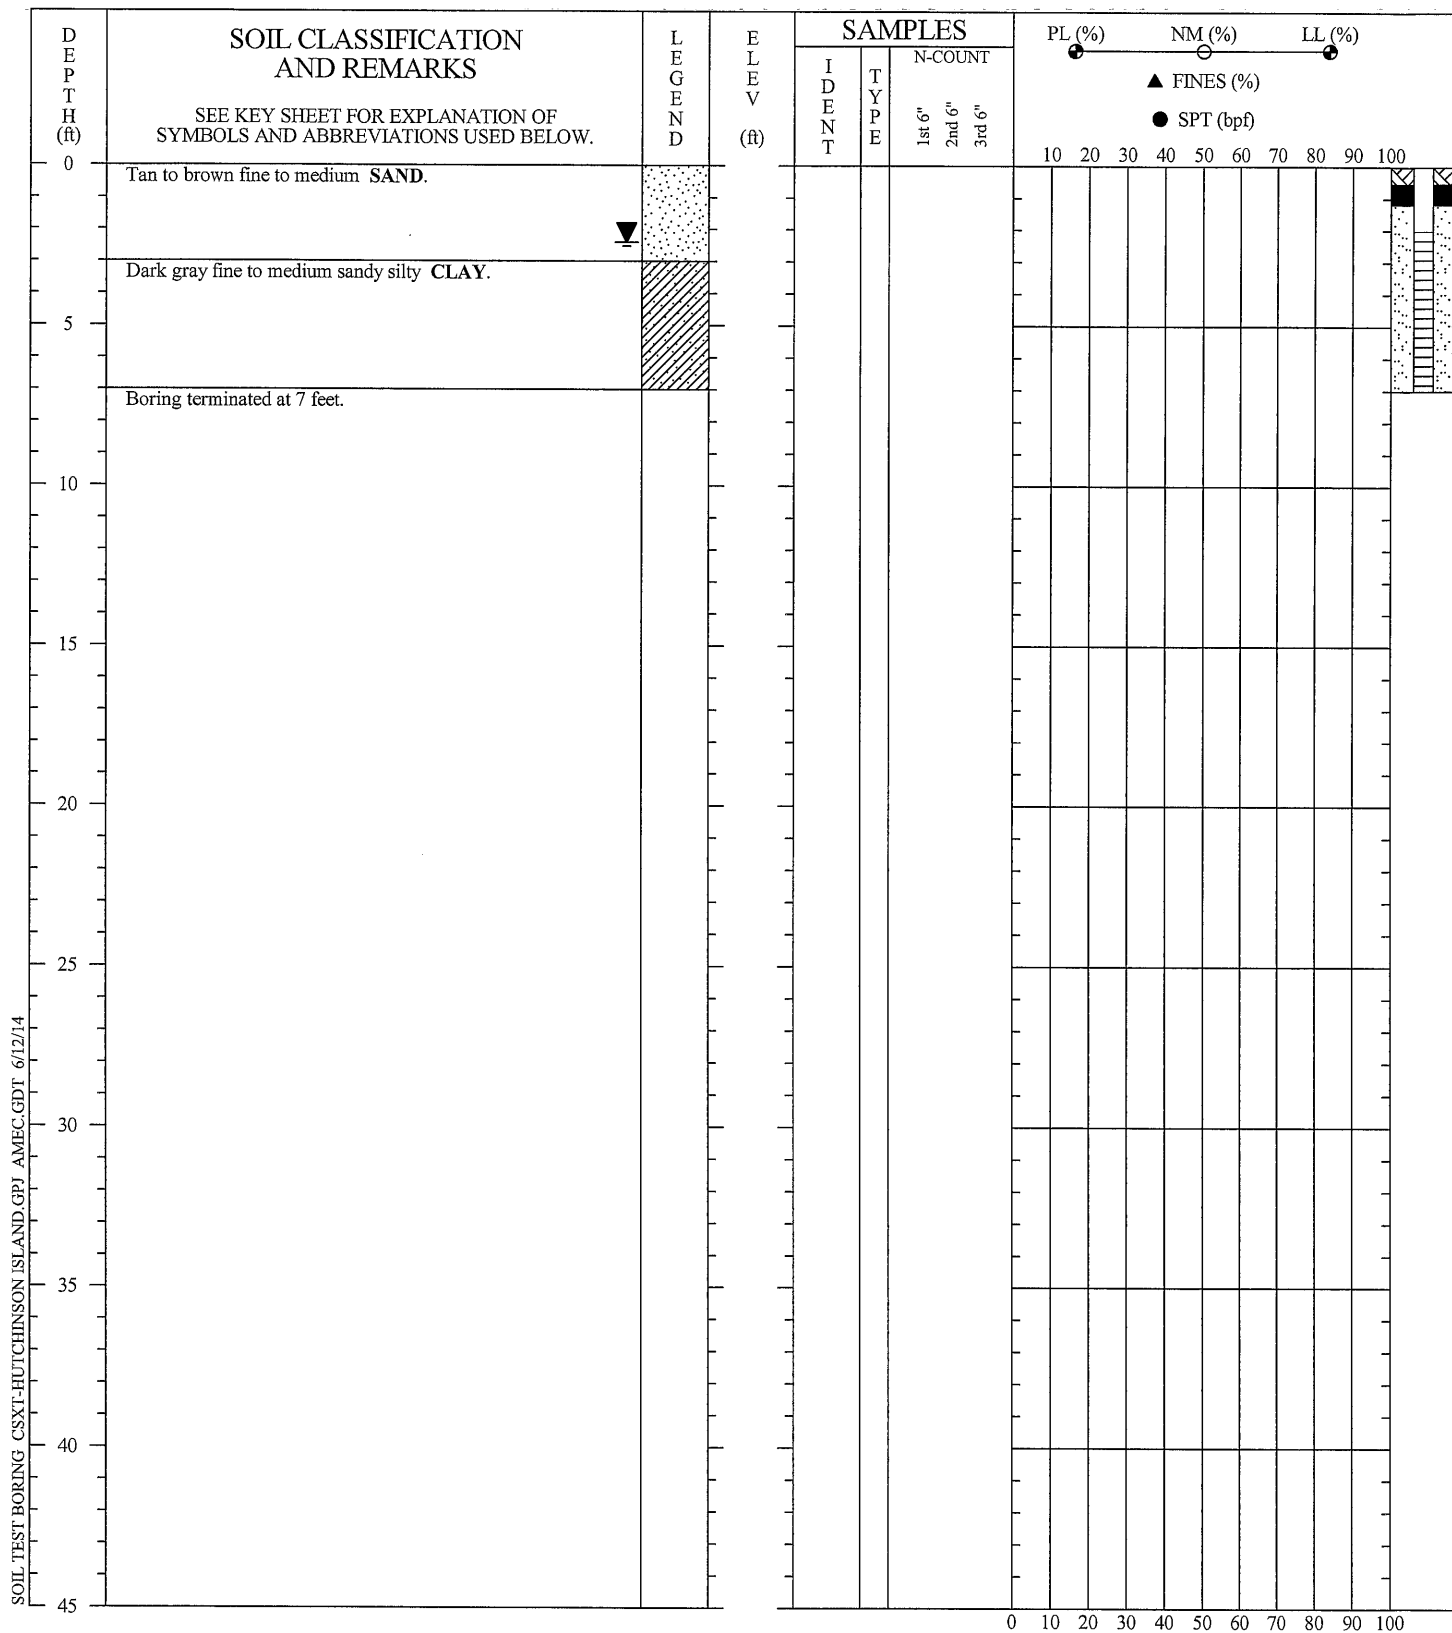 DEPTH (ft)
SOIL CLASSIFICATION
AND REMARKS
SEE KEY SHEET FOR EXPLANATION OF
SYMBOLS AND ABBREVIATIONS USED BELOW.
LEGEND
ELEV (ft)
SAMPLES
IDENT
TYPE
N-COUNT
1st 6"
2nd 6"
3rd 6"
PL (%) NM (%) LL (%)
▲ FINES (%)
● SPT (bpf)
10 20 30 40 50 60 70 80 90 100
0
Tan to brown fine to medium SAND.
Dark gray fine to medium sandy silty CLAY.
5
Boring terminated at 7 feet.
10
15
20
25
30
35
40
45
0 10 20 30 40 50 60 70 80 90 100
SOIL TEST BORING CSXT-HUTCHINSON ISLAND.GPJ AMEC.GDT 6/12/14